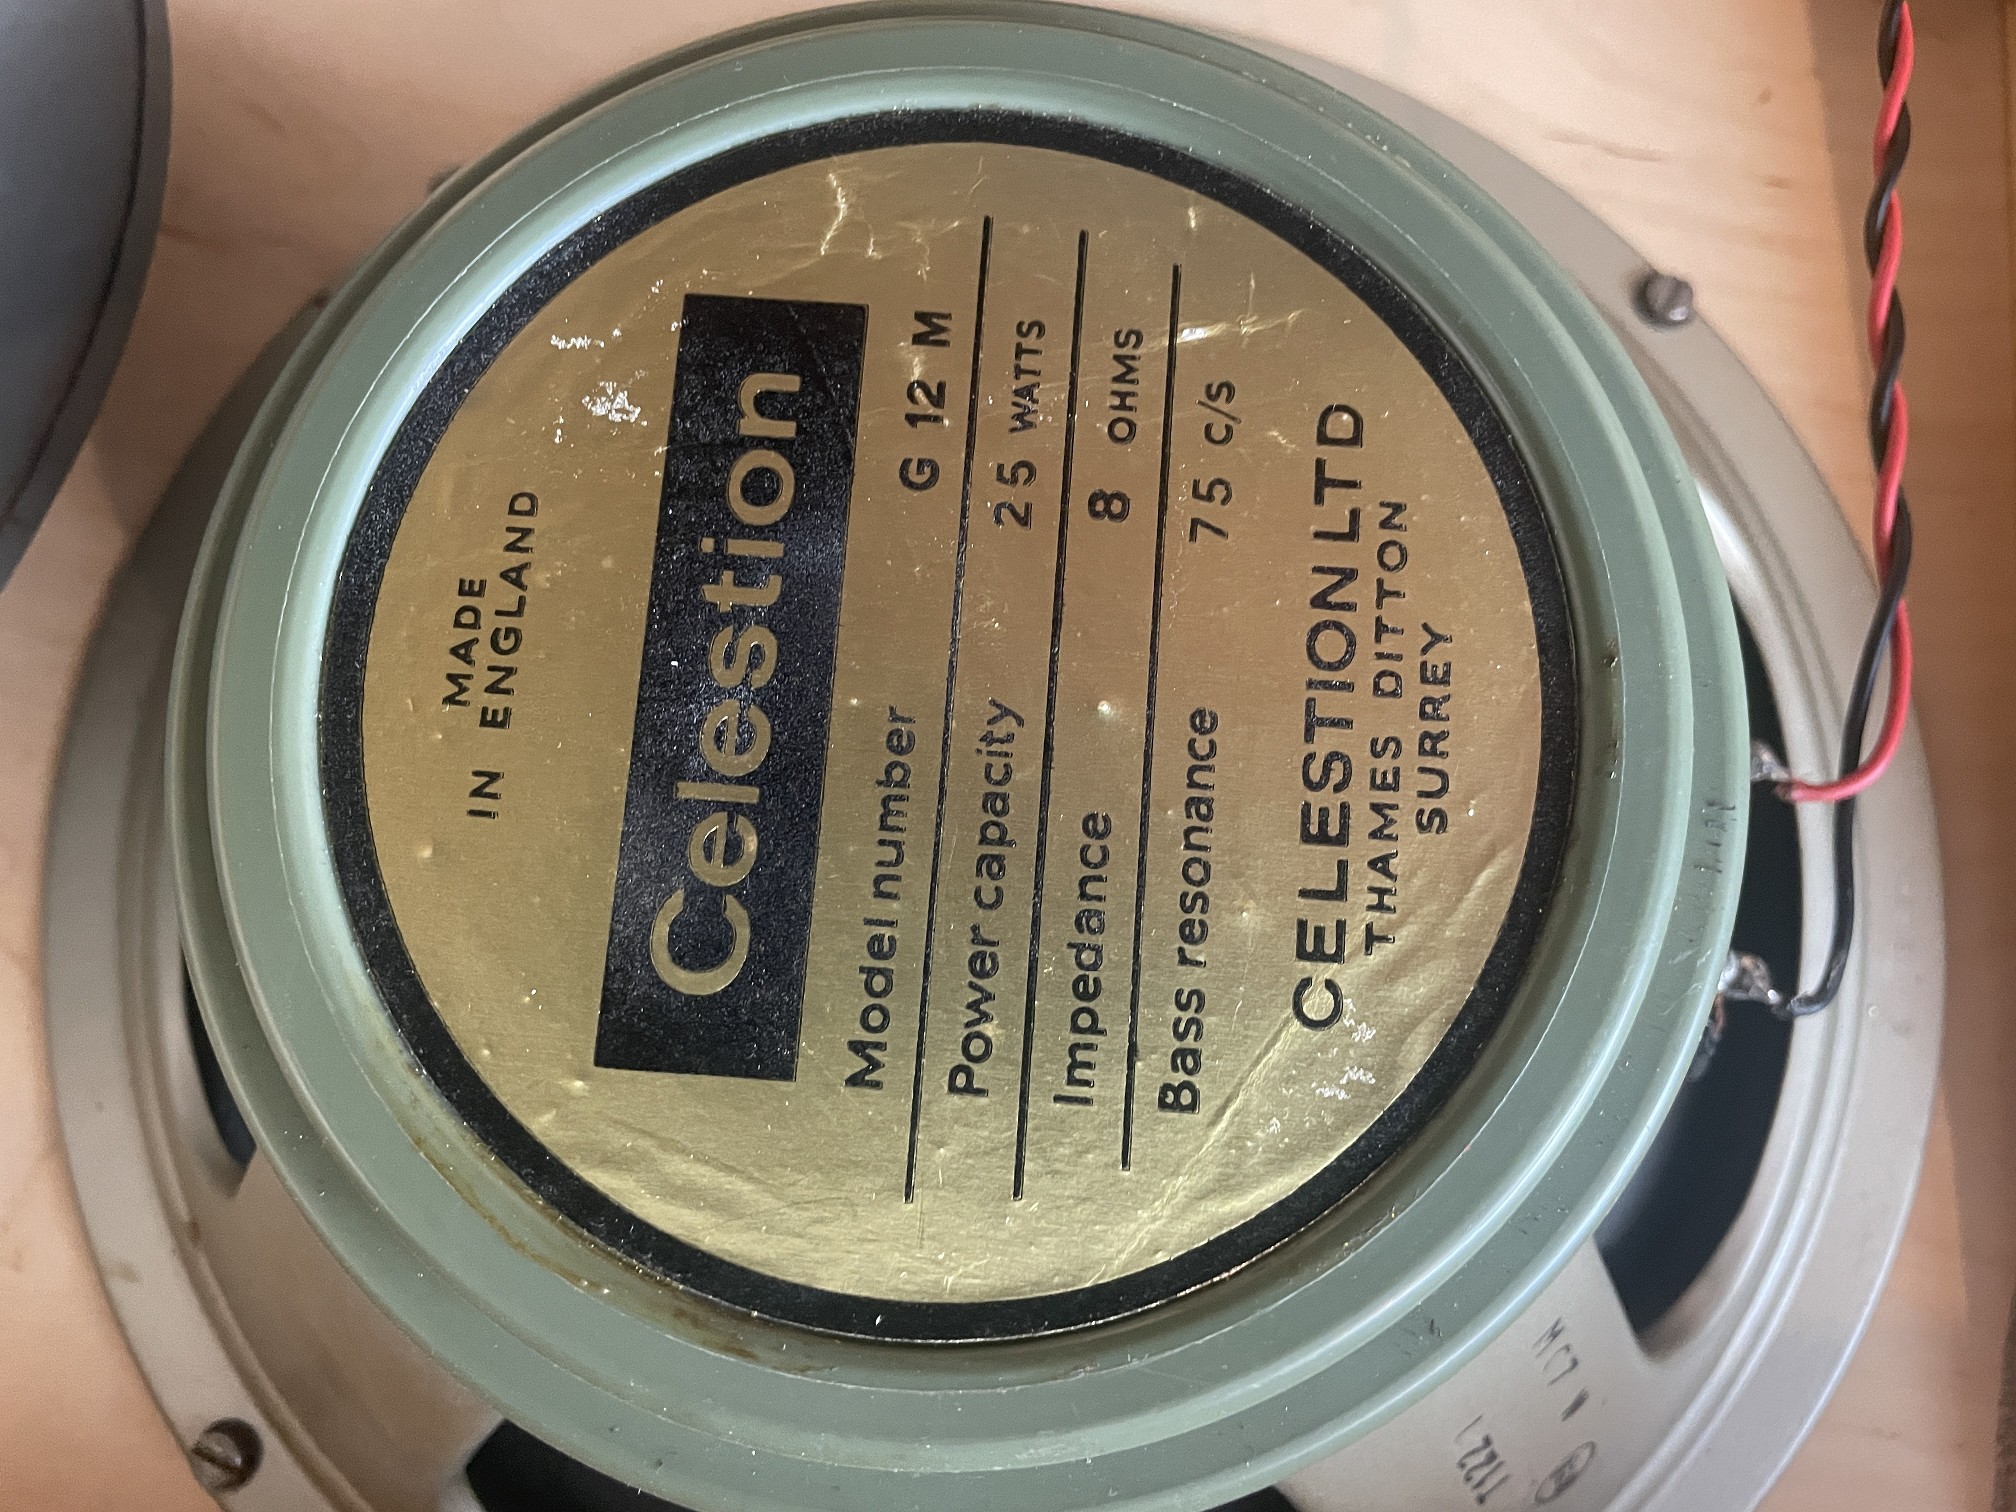 MADE
IN ENGLAND
Celestion
Model number G 12 M
Power capacity 25 WATTS
Impedance 8 OHMS
Bass resonance 75 c/s
CELESTION LTD
THAMES DITTON
SURREY
T1221